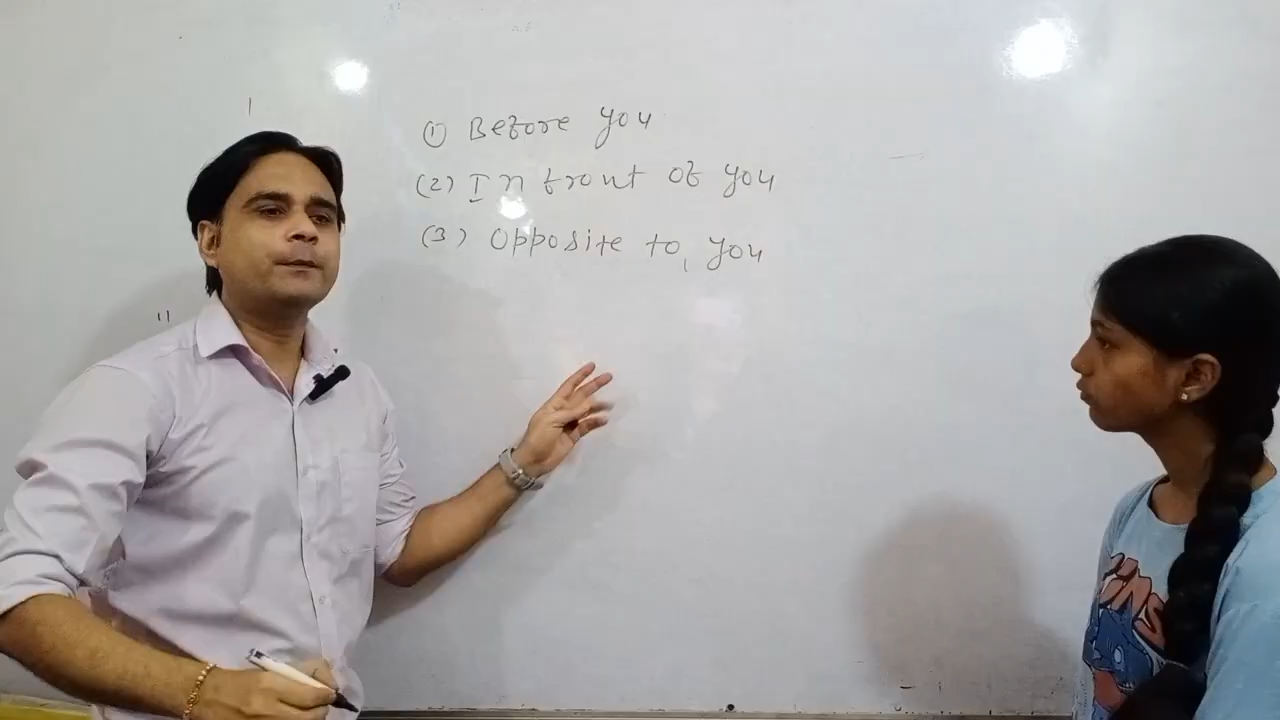 (1) Before you
(2) In front of you
(3) Opposite to, you